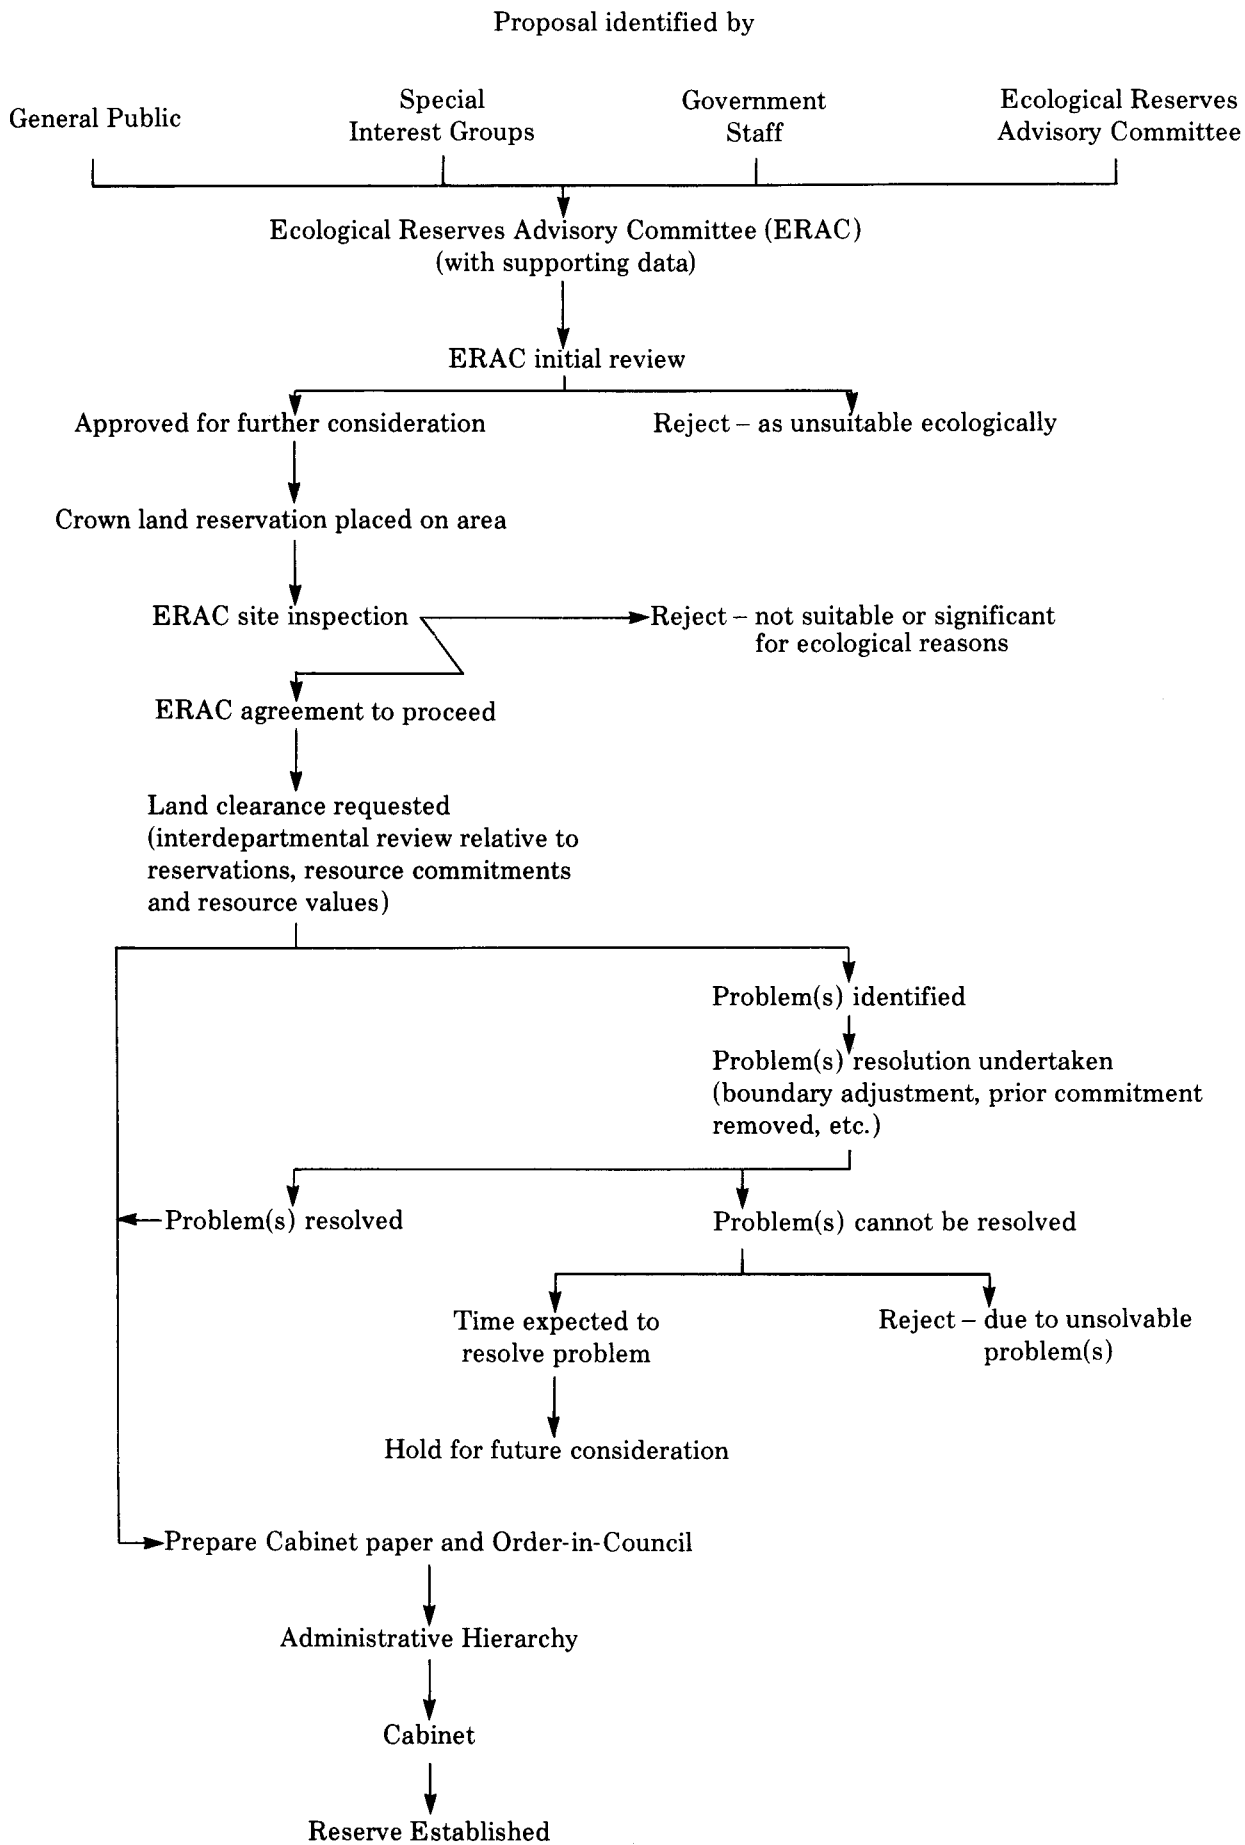 Proposal identified by
General Public
Special
Interest Groups
Government
Staff
Ecological Reserves
Advisory Committee
Ecological Reserves Advisory Committee (ERAC)
(with supporting data)
ERAC initial review
Approved for further consideration
Reject – as unsuitable ecologically
Crown land reservation placed on area
ERAC site inspection
Reject – not suitable or significant
for ecological reasons
ERAC agreement to proceed
Land clearance requested
(interdepartmental review relative to
reservations, resource commitments
and resource values)
Problem(s) identified
Problem(s) resolution undertaken
(boundary adjustment, prior commitment
removed, etc.)
Problem(s) resolved
Problem(s) cannot be resolved
Time expected to
resolve problem
Reject – due to unsolvable
problem(s)
Hold for future consideration
Prepare Cabinet paper and Order-in-Council
Administrative Hierarchy
Cabinet
Reserve Established